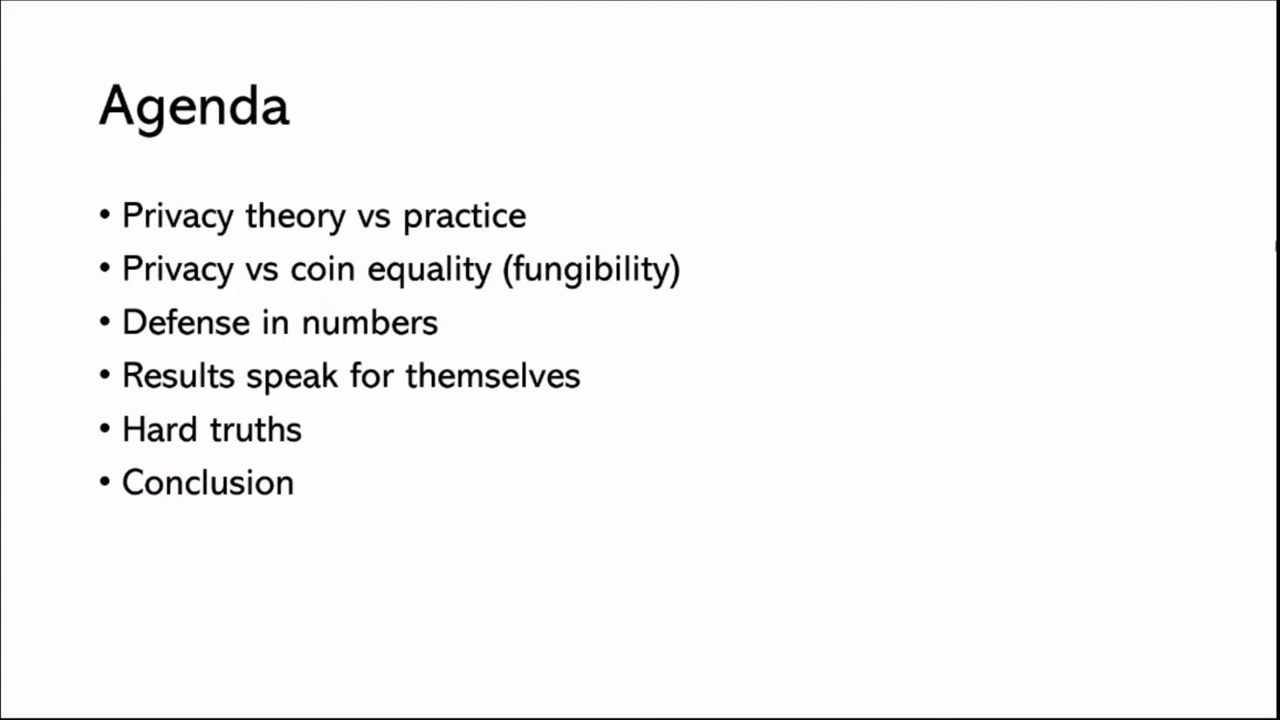 Agenda
• Privacy theory vs practice
• Privacy vs coin equality (fungibility)
• Defense in numbers
• Results speak for themselves
• Hard truths
• Conclusion